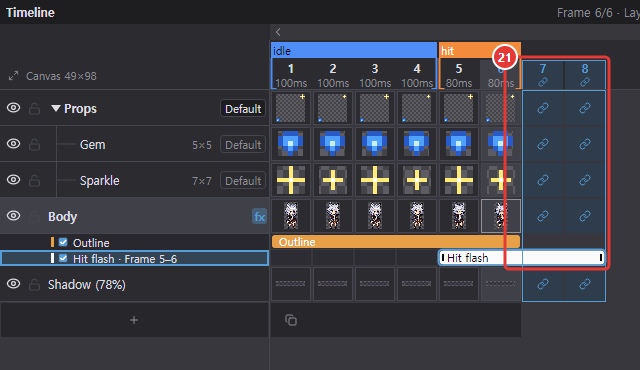 Timeline
Frame 6/6 · Lay
idle
hit
21
1 2 3 4 5 6 7 8
Canvas 49×98
100ms 100ms 100ms 100ms 80ms 80ms
Props Default
Gem 5×5 Default
Sparkle 7×7 Default
Body fx
Outline Outline
Hit flash · Frame 5–6 Hit flash
Shadow (78%)
+